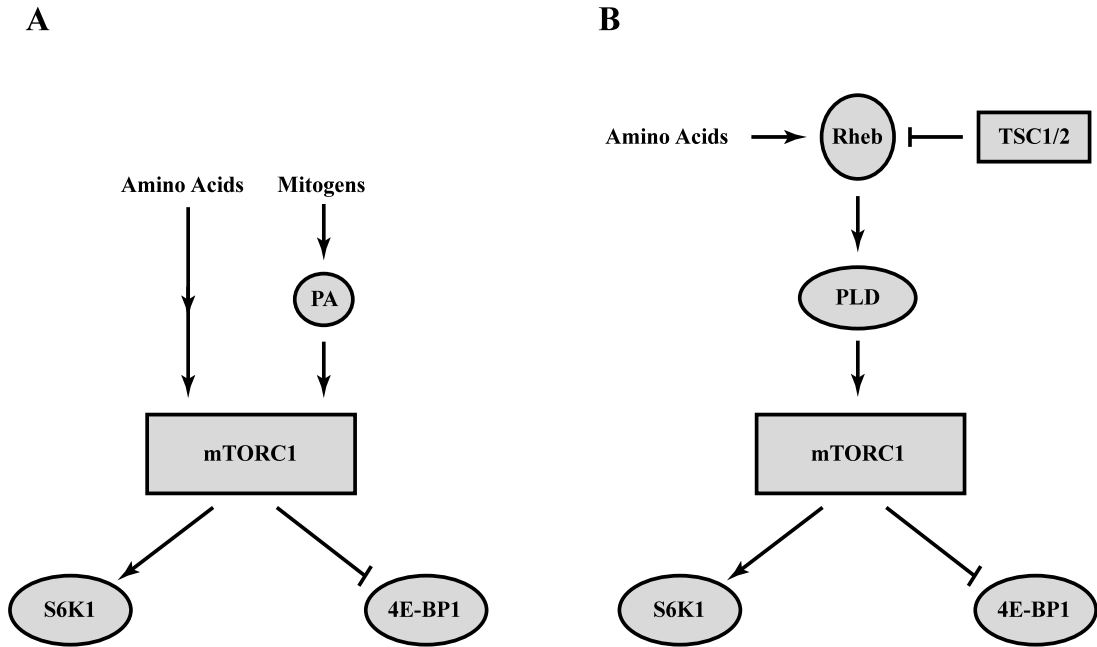 A
Amino Acids
Mitogens
PA
mTORC1
S6K1
4E-BP1
B
Amino Acids
Rheb
TSC1/2
PLD
mTORC1
S6K1
4E-BP1